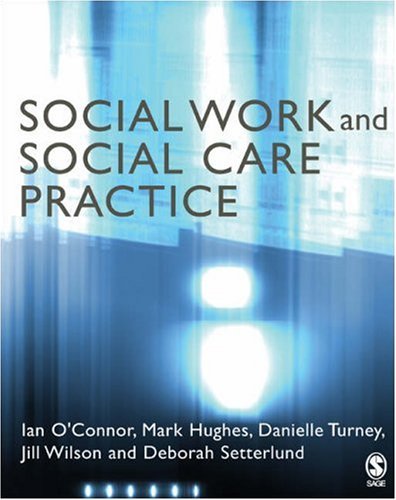 SOCIAL WORK and
SOCIAL CARE
PRACTICE
Ian O'Connor, Mark Hughes, Danielle Turney,
Jill Wilson and Deborah Setterlund
S
SAGE